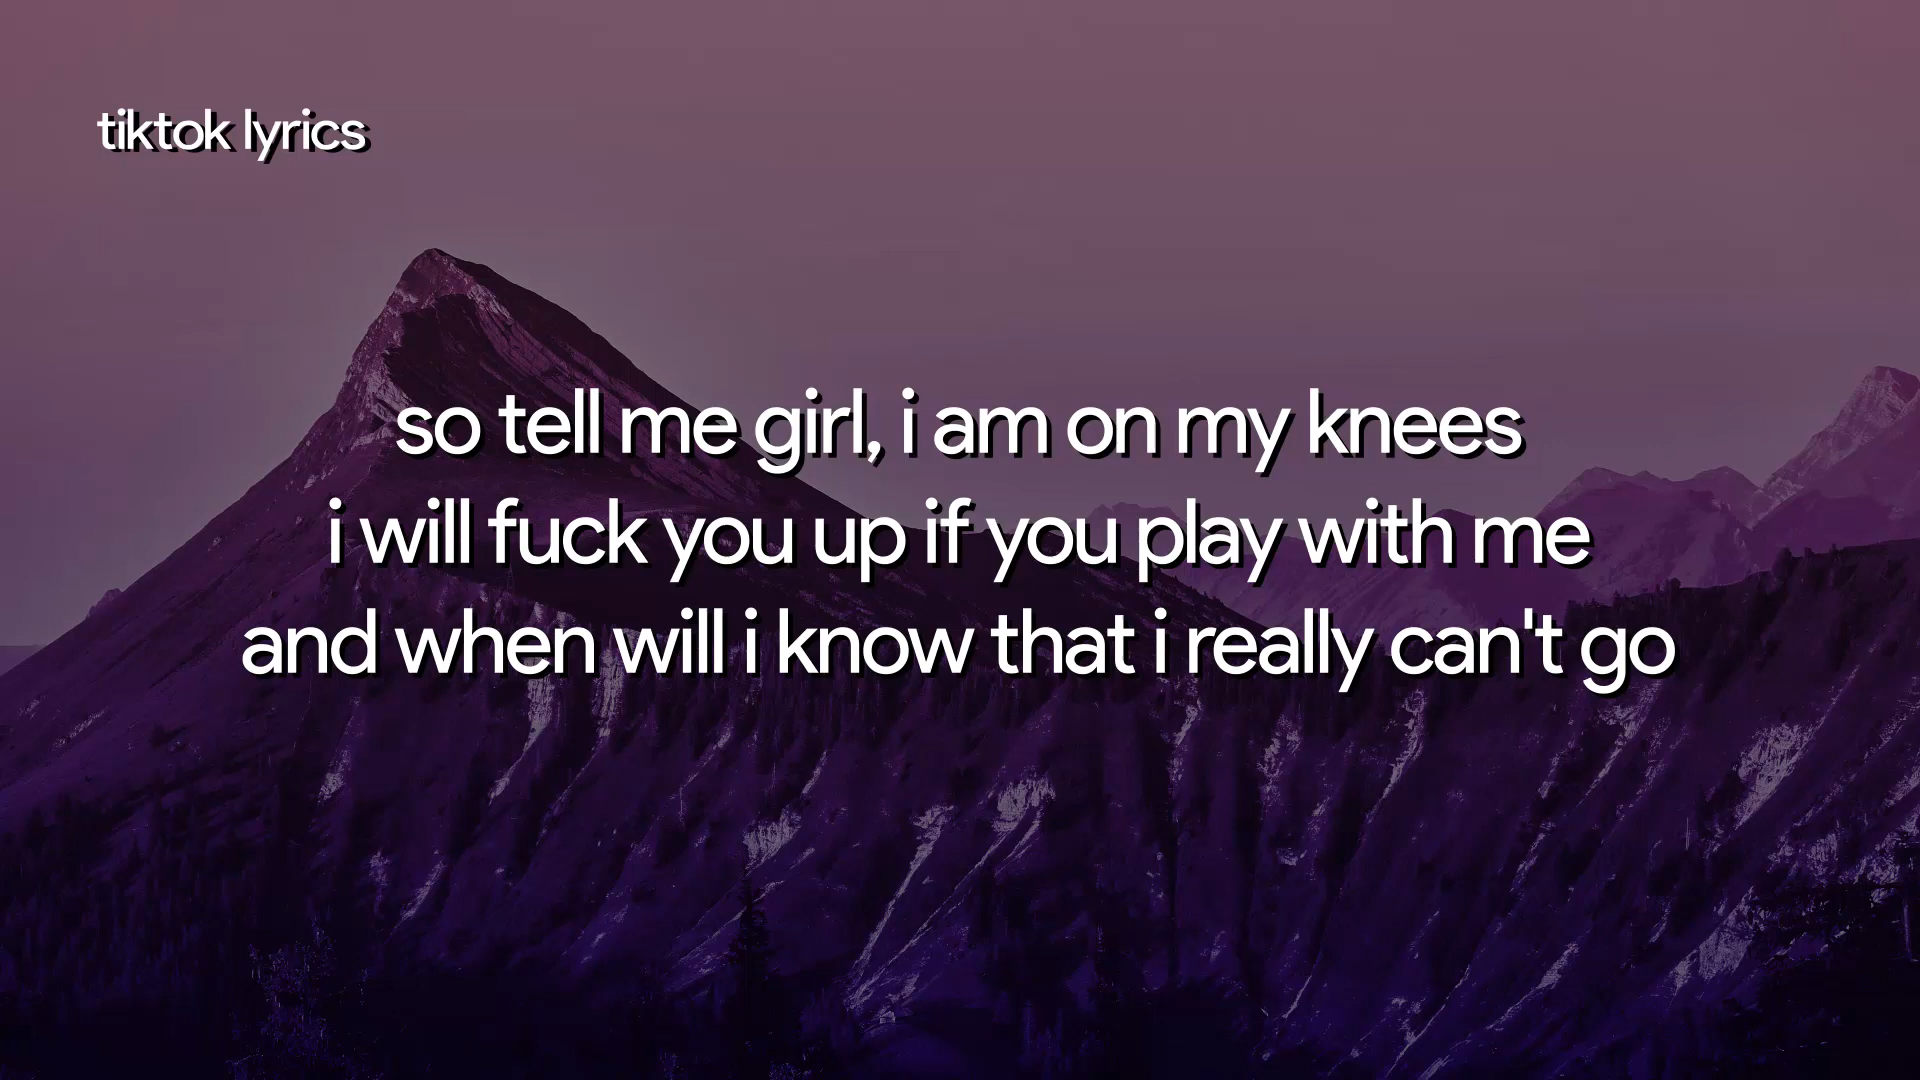 tiktok lyrics
so tell me girl, i am on my knees
i will fuck you up if you play with me
and when will i know that i really can't go